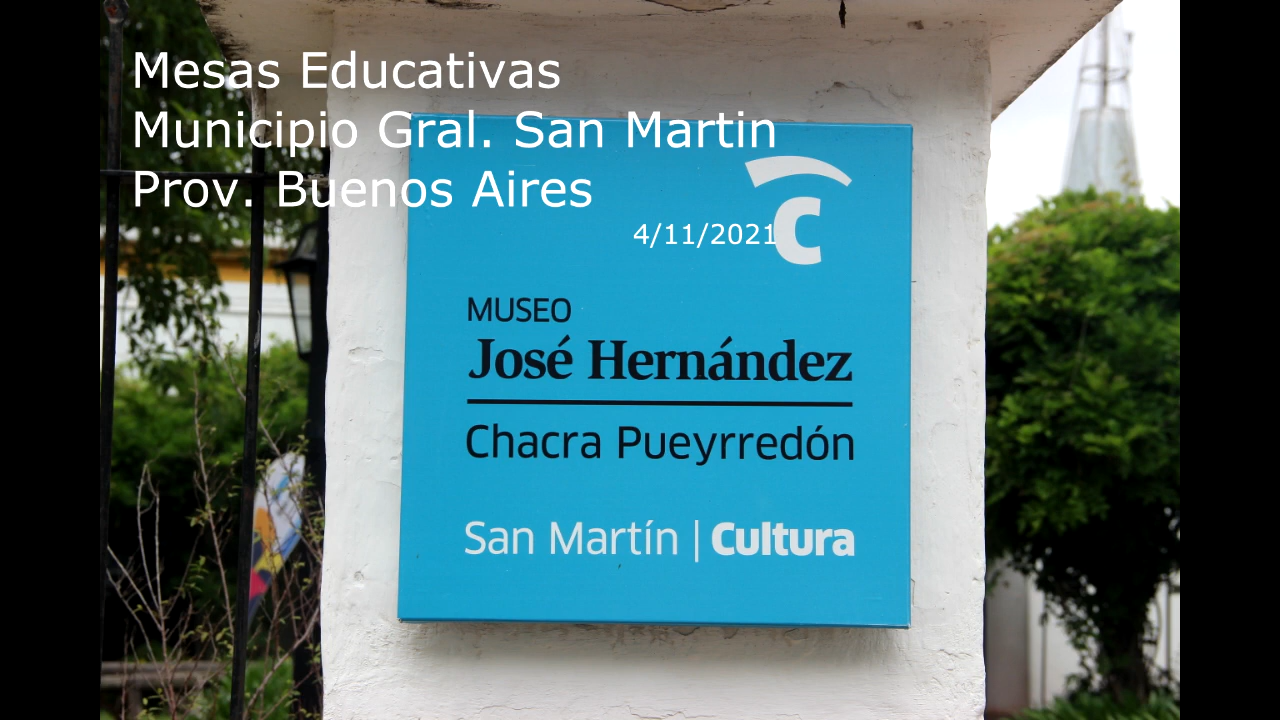 Mesas Educativas
Municipio Gral. San Martin
Prov. Buenos Aires
4/11/2021
c
MUSEO
José Hernández
Chacra Pueyrredón
San Martín | Cultura